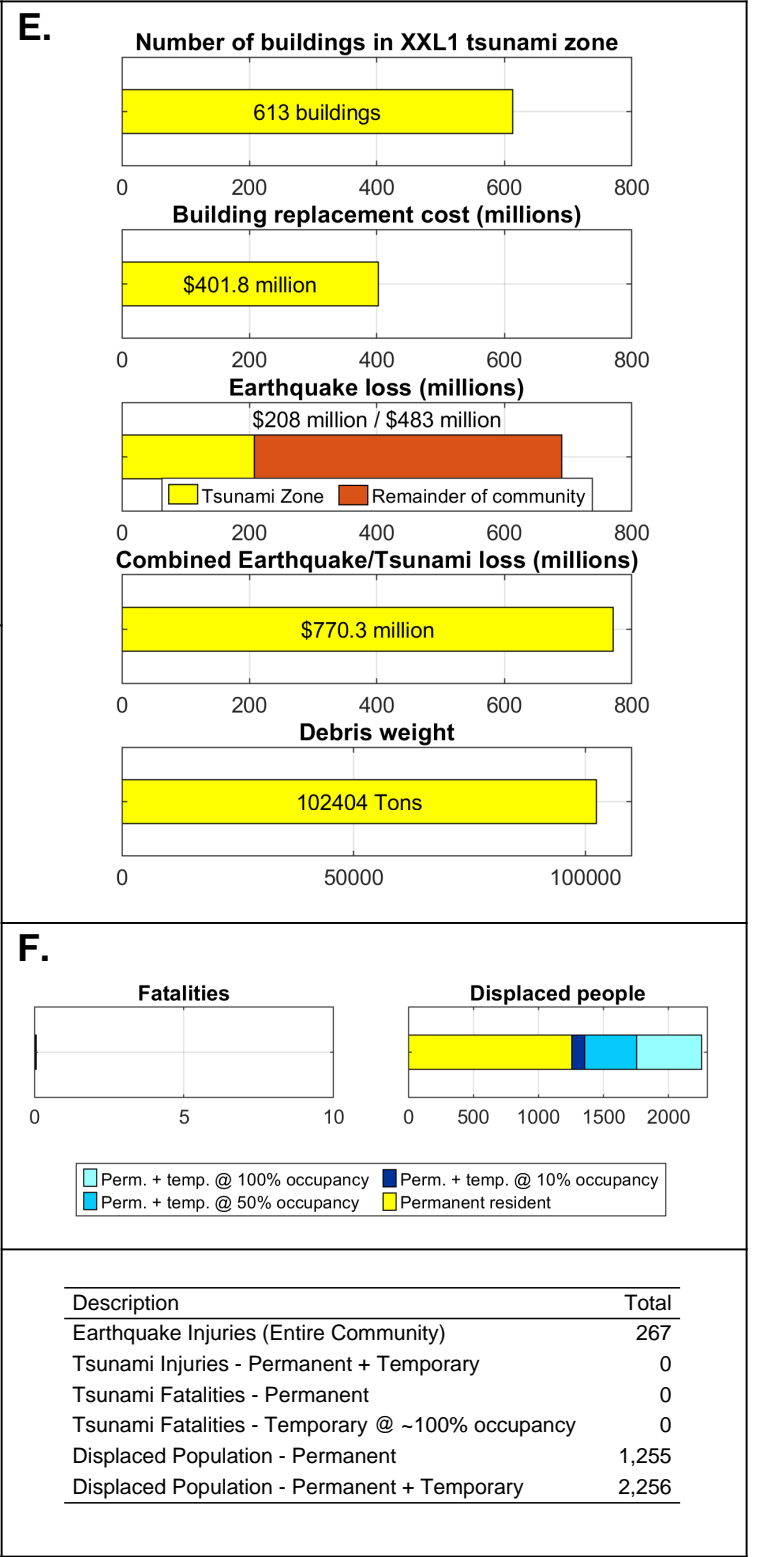 E.
Number of buildings in XXL1 tsunami zone
613 buildings
0 200 400 600 800
Building replacement cost (millions)
$401.8 million
0 200 400 600 800
Earthquake loss (millions)
$208 million / $483 million
Tsunami Zone Remainder of community
0 200 400 600 800
Combined Earthquake/Tsunami loss (millions)
$770.3 million
0 200 400 600 800
Debris weight
102404 Tons
0 50000 100000
F.
Fatalities
0 5 10
Displaced people
0 500 1000 1500 2000
Perm. + temp. @ 100% occupancy Perm. + temp. @ 10% occupancy
Perm. + temp. @ 50% occupancy Permanent resident
Description Total
Earthquake Injuries (Entire Community) 267
Tsunami Injuries - Permanent + Temporary 0
Tsunami Fatalities - Permanent 0
Tsunami Fatalities - Temporary @ ~100% occupancy 0
Displaced Population - Permanent 1,255
Displaced Population - Permanent + Temporary 2,256